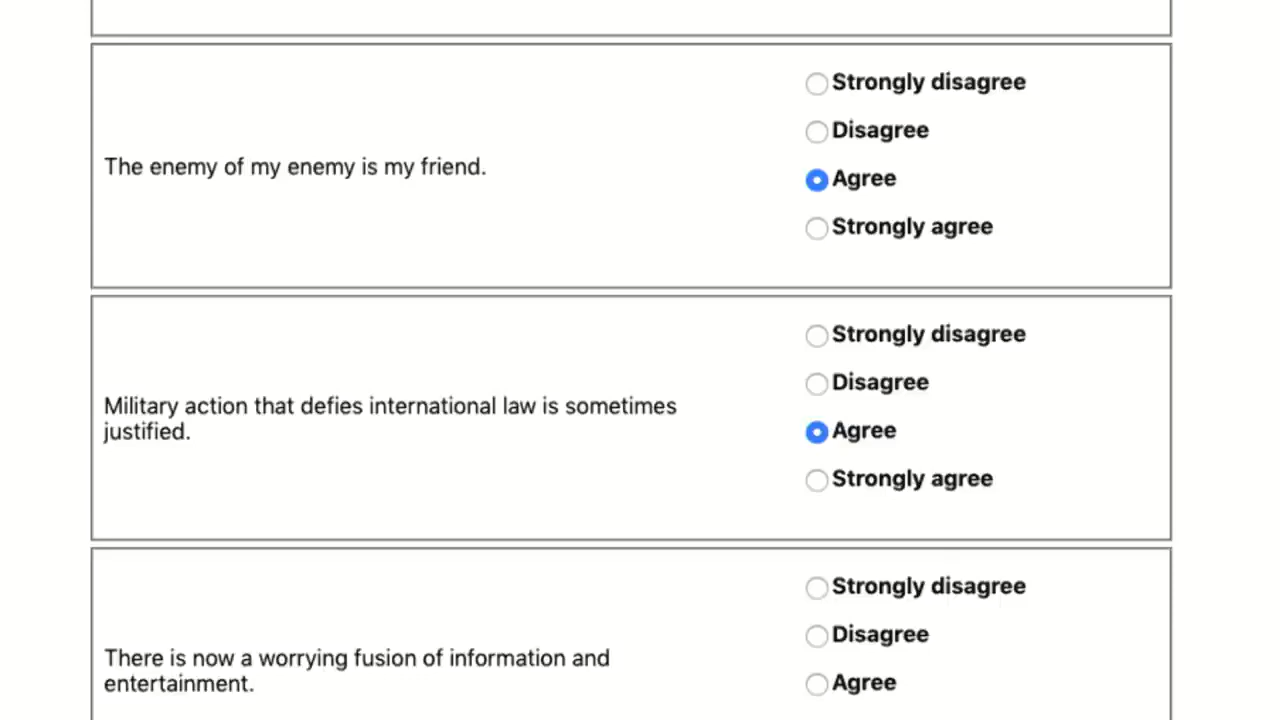 Strongly disagree
Disagree
The enemy of my enemy is my friend.
Agree
Strongly agree
Strongly disagree
Disagree
Military action that defies international law is sometimes
justified.
Agree
Strongly agree
Strongly disagree
Disagree
There is now a worrying fusion of information and
entertainment.
Agree